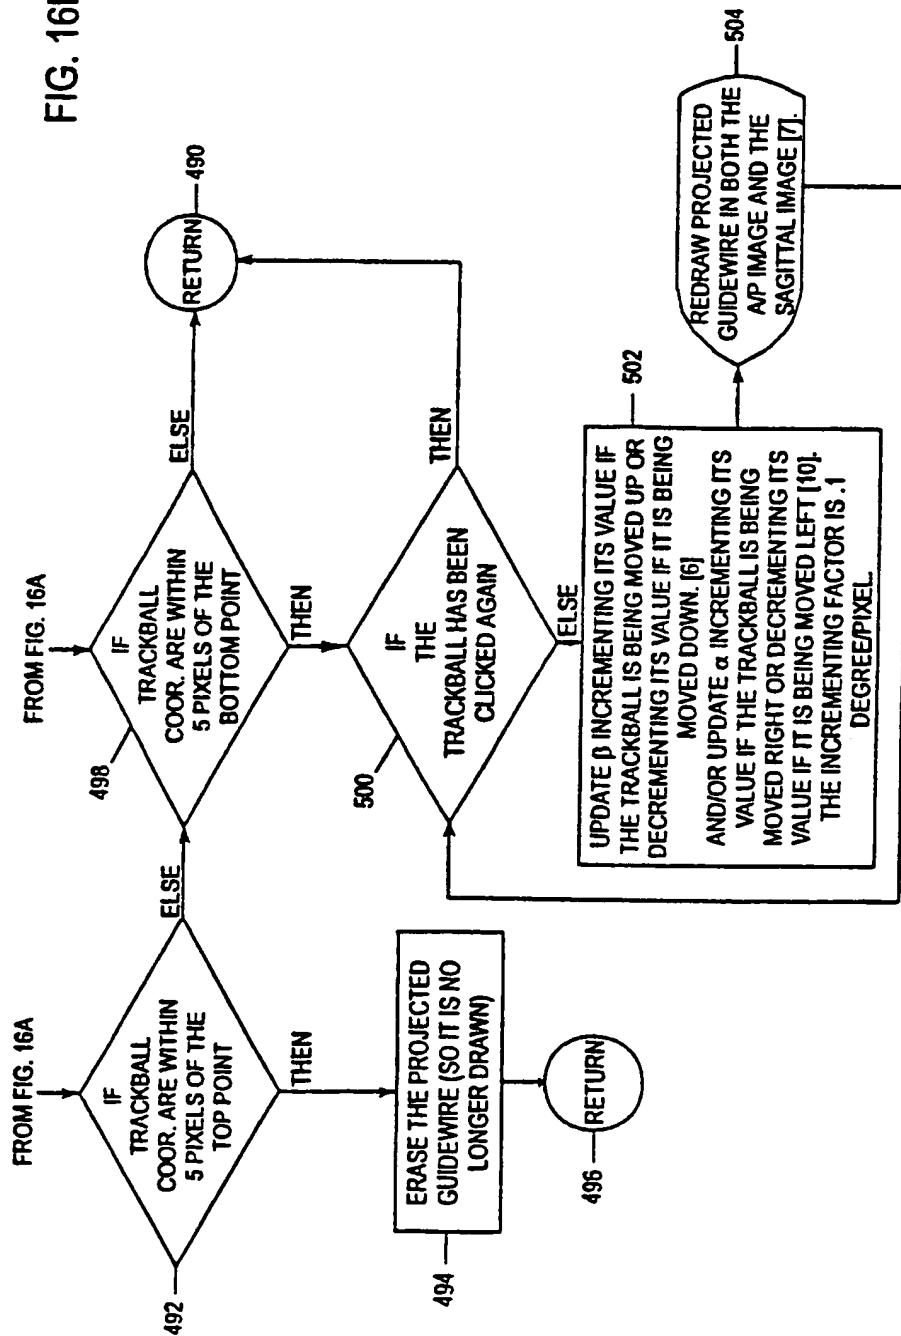 FIG. 16
FROM FIG. 16A
IF
TRACKBALL
COOR. ARE WITHIN
5 PIXELS OF THE
TOP POINT
492
ELSE
THEN
ERASE THE PROJECTED
GUIDEWIRE (SO IT IS NO
LONGER DRAWN)
494
RETURN
496
FROM FIG. 16A
IF
TRACKBALL
COOR. ARE WITHIN
5 PIXELS OF THE
BOTTOM POINT
498
ELSE
RETURN
490
THEN
IF
THE
TRACKBALL HAS BEEN
CLICKED AGAIN
500
THEN
ELSE
UPDATE β INCREMENTING ITS VALUE IF
THE TRACKBALL IS BEING MOVED UP OR
DECREMENTING ITS VALUE IF IT IS BEING
MOVED DOWN. [6]
AND/OR UPDATE α INCREMENTING ITS
VALUE IF THE TRACKBALL IS BEING
MOVED RIGHT OR DECREMENTING ITS
VALUE IF IT IS BEING MOVED LEFT [10].
THE INCREMENTING FACTOR IS .1
DEGREE/PIXEL.
502
REDRAW PROJECTED
GUIDEWIRE IN BOTH THE
A/P IMAGE AND THE
SAGITTAL IMAGE [7].
504